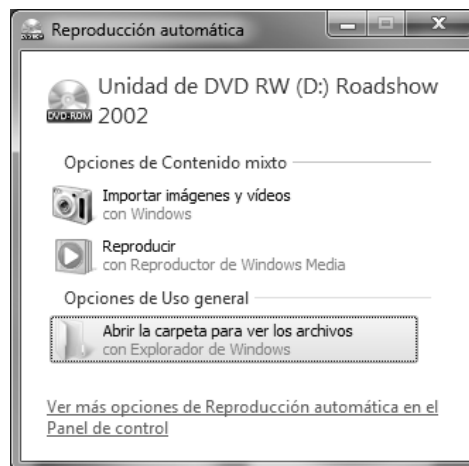 Reproducción automática
Unidad de DVD RW (D:) Roadshow
2002
DVD-ROM
Opciones de Contenido mixto
Importar imágenes y vídeos
con Windows
Reproducir
con Reproductor de Windows Media
Opciones de Uso general
Abrir la carpeta para ver los archivos
con Explorador de Windows
Ver más opciones de Reproducción automática en el
Panel de control